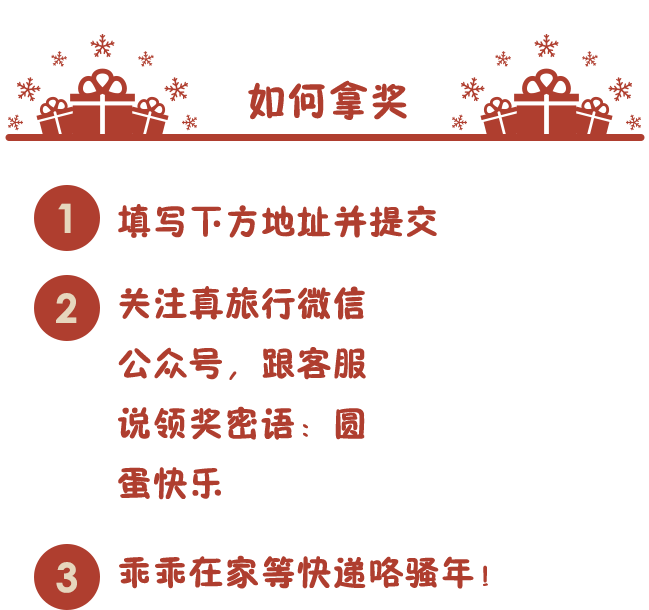 如何拿奖
1 填写下方地址并提交
2 关注真旅行微信
公众号，跟客服
说领奖密语：圆
蛋快乐
3 乖乖在家等快递咯骚年！